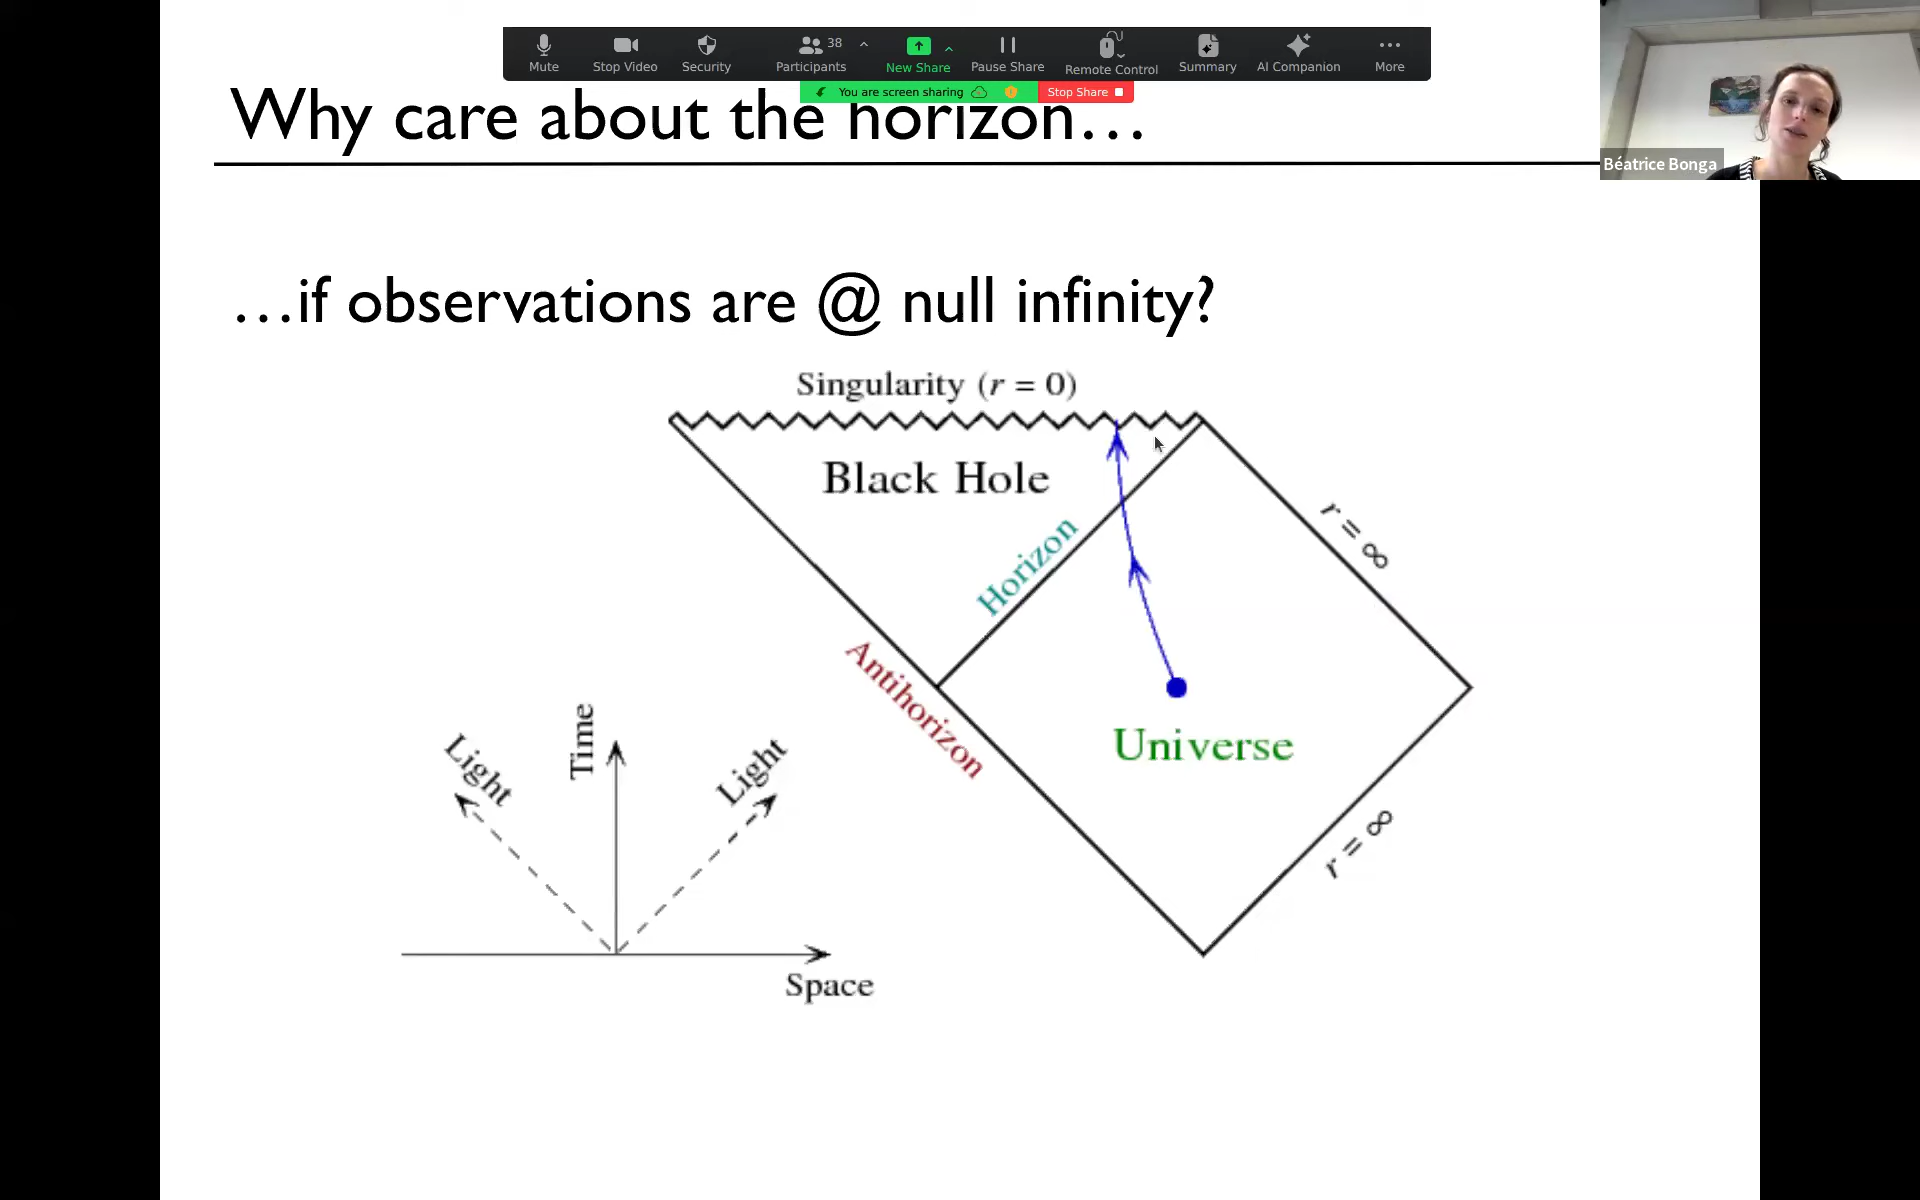 Mute
Stop Video
Security
Participants
38
New Share
Pause Share
Remote Control
Summary
AI Companion
More
You are screen sharing
Stop Share
Béatrice Bonga
Why care about the horizon…
…if observations are @ null infinity?
Singularity (r = 0)
Black Hole
Horizon
r = ∞
Antihorizon
Universe
r = ∞
Light
Time
Light
Space